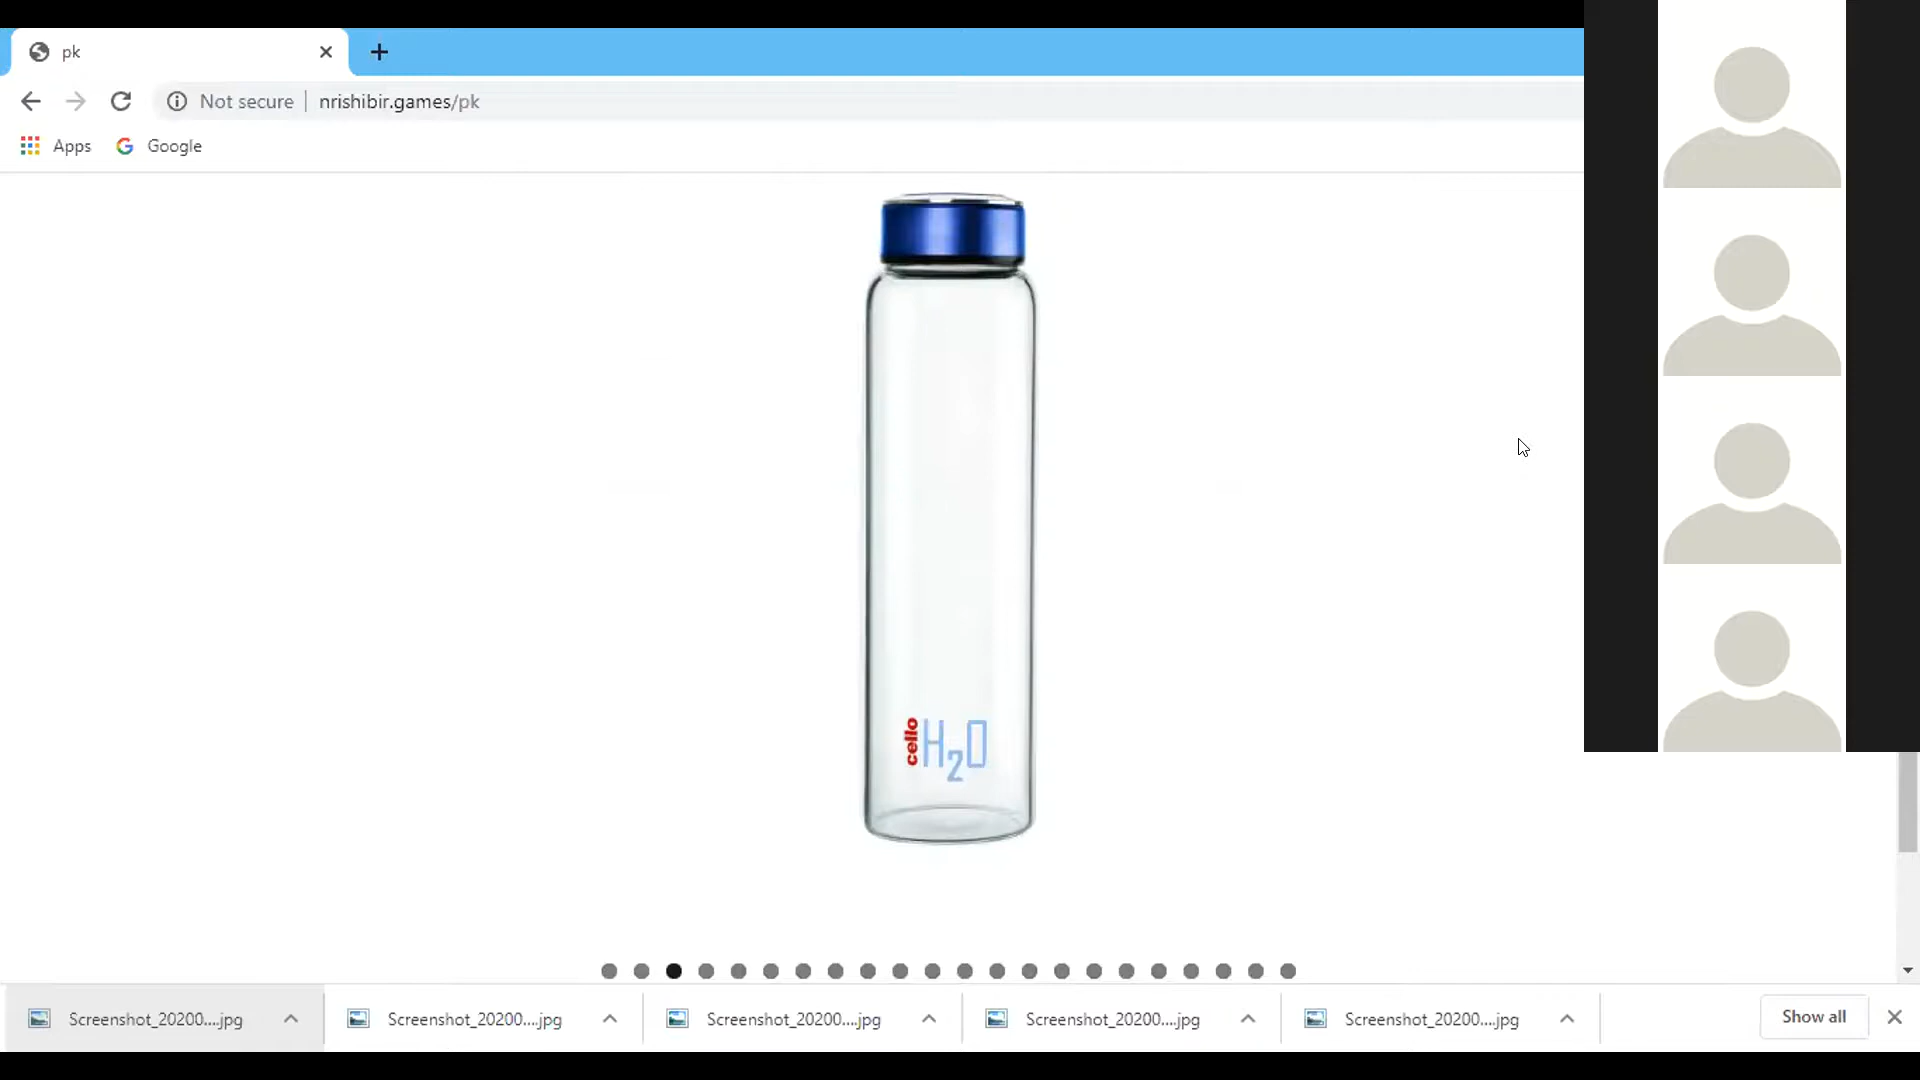 pk
Not secure
nrishibir.games/pk
Apps
Google
cello
H2O
Screenshot_20200....jpg
Screenshot_20200....jpg
Screenshot_20200....jpg
Screenshot_20200....jpg
Screenshot_20200....jpg
Show all